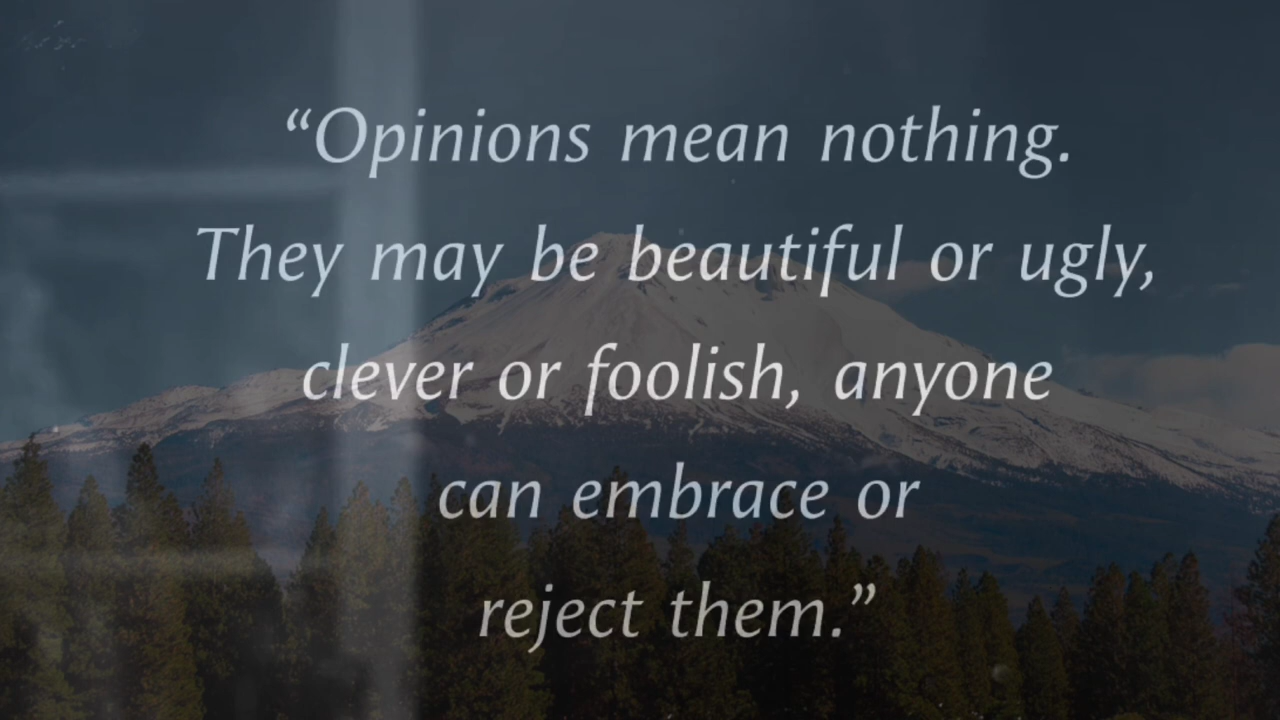 “Opinions mean nothing.
They may be beautiful or ugly,
clever or foolish, anyone
can embrace or
reject them.”